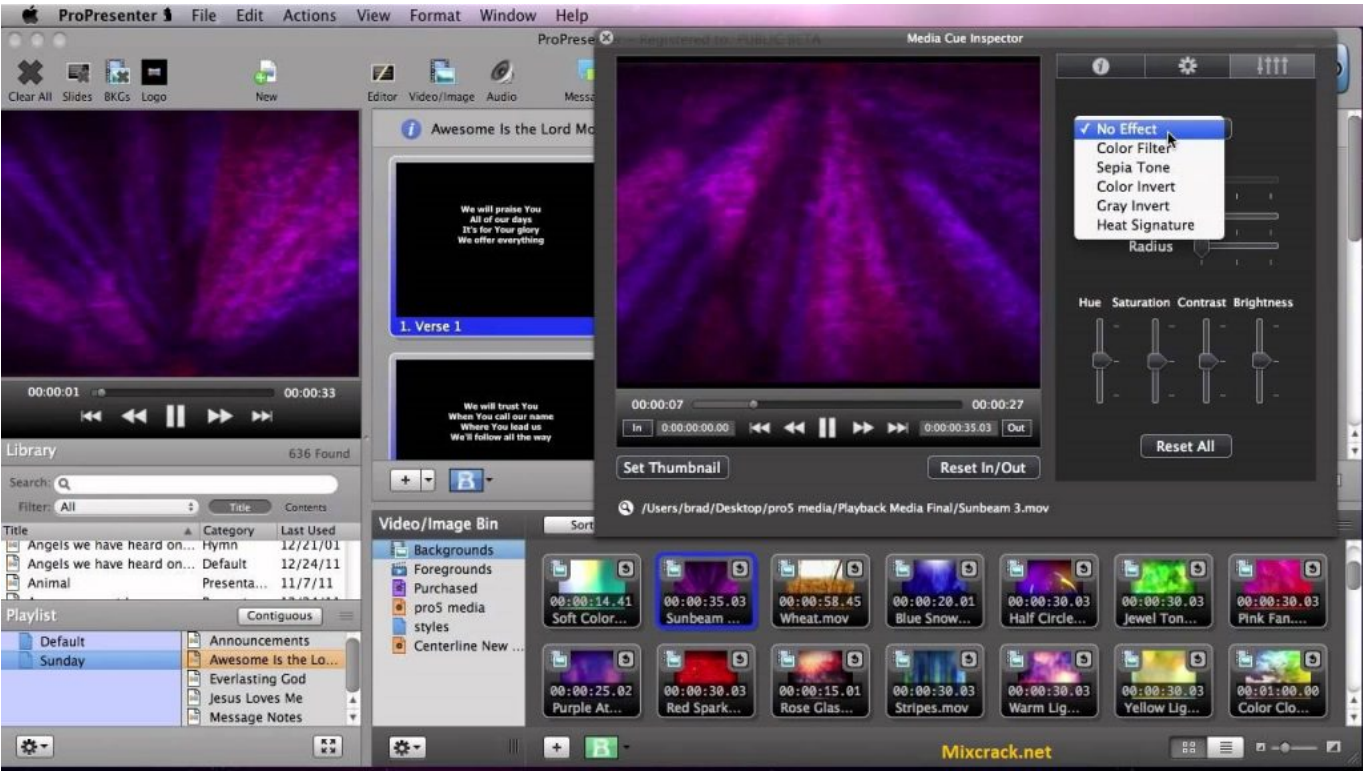 ProPresenter File Edit Actions View Format Window Help
Media Cue Inspector
Clear All Slides BKGs Logo New Editor Video/Image Audio
Awesome Is the Lord Mo
We will praise You
All of our days
It's for Your glory
We offer everything
1. Verse 1
We will trust You
When You call our name
Where You lead us
We'll follow all the way
00:00:01 00:00:33
Library 636 Found
Search:
Filter: All Title Contents
Title Category Last Used
Angels we have heard on... Hymn 12/21/01
Angels we have heard on... Default 12/24/11
Animal Presenta... 11/7/11
Playlist Contiguous
Default
Sunday
Announcements
Awesome Is the Lo...
Everlasting God
Jesus Loves Me
Message Notes
00:00:07 00:00:27
In 0:00:00:00.00 0:00:00:35.03 Out
Set Thumbnail Reset In/Out
/Users/brad/Desktop/pro5 media/Playback Media Final/Sunbeam 3.mov
No Effect
Color Filter
Sepia Tone
Color Invert
Gray Invert
Heat Signature
Radius
Hue Saturation Contrast Brightness
Reset All
Video/Image Bin Sort
Backgrounds
Foregrounds
Purchased
pro5 media
styles
Centerline New ...
00:00:14.41 00:00:35.03 00:00:58.45 00:00:20.01 00:00:30.03 00:00:30.03 00:00:30.03
Soft Color... Sunbeam ... Wheat.mov Blue Snow... Half Circle... Jewel Ton... Pink Fan....
00:00:25.02 00:00:30.03 00:00:15.01 00:00:30.03 00:00:30.03 00:00:30.03 00:01:00.00
Purple At... Red Spark... Rose Glas... Stripes.mov Warm Lig... Yellow Lig... Color Clo...
Mixcrack.net